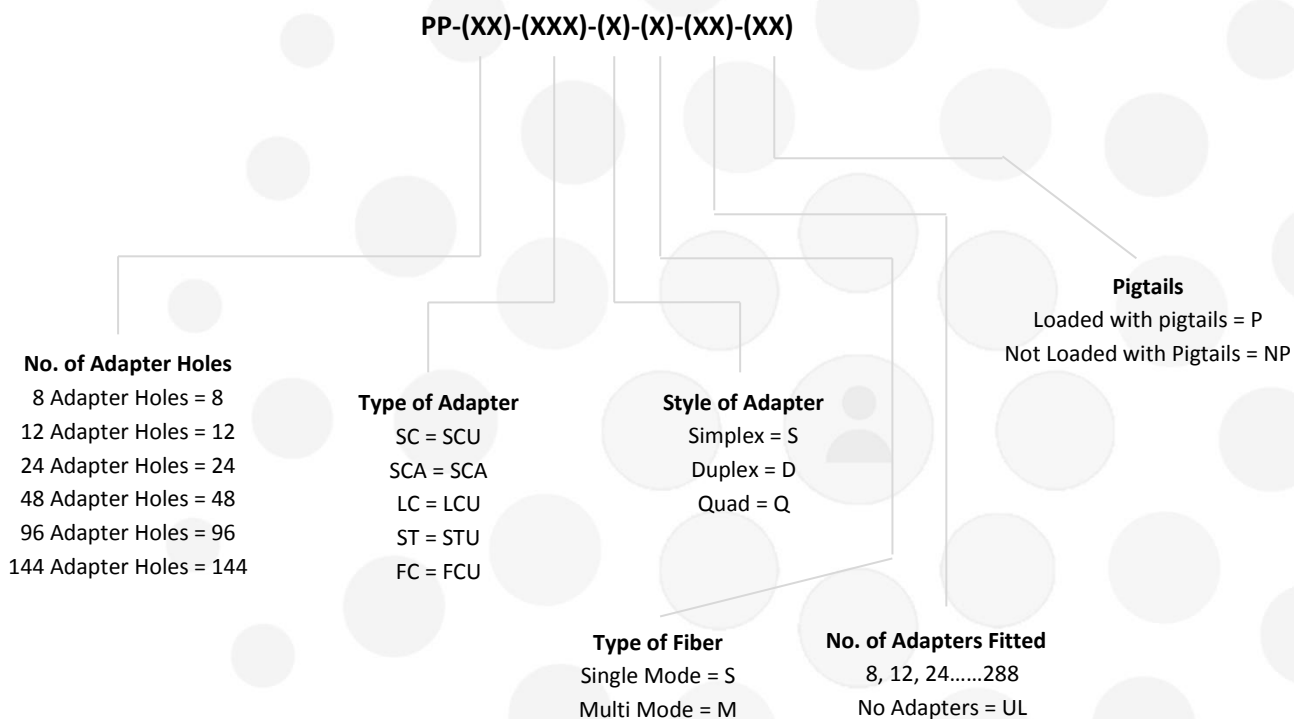 PP-(XX)-(XXX)-(X)-(X)-(XX)-(XX)
Pigtails
Loaded with pigtails = P
Not Loaded with Pigtails = NP
No. of Adapter Holes
8 Adapter Holes = 8
12 Adapter Holes = 12
24 Adapter Holes = 24
48 Adapter Holes = 48
96 Adapter Holes = 96
144 Adapter Holes = 144
Type of Adapter
SC = SCU
SCA = SCA
LC = LCU
ST = STU
FC = FCU
Style of Adapter
Simplex = S
Duplex = D
Quad = Q
Type of Fiber
Single Mode = S
Multi Mode = M
No. of Adapters Fitted
8, 12, 24......288
No Adapters = UL